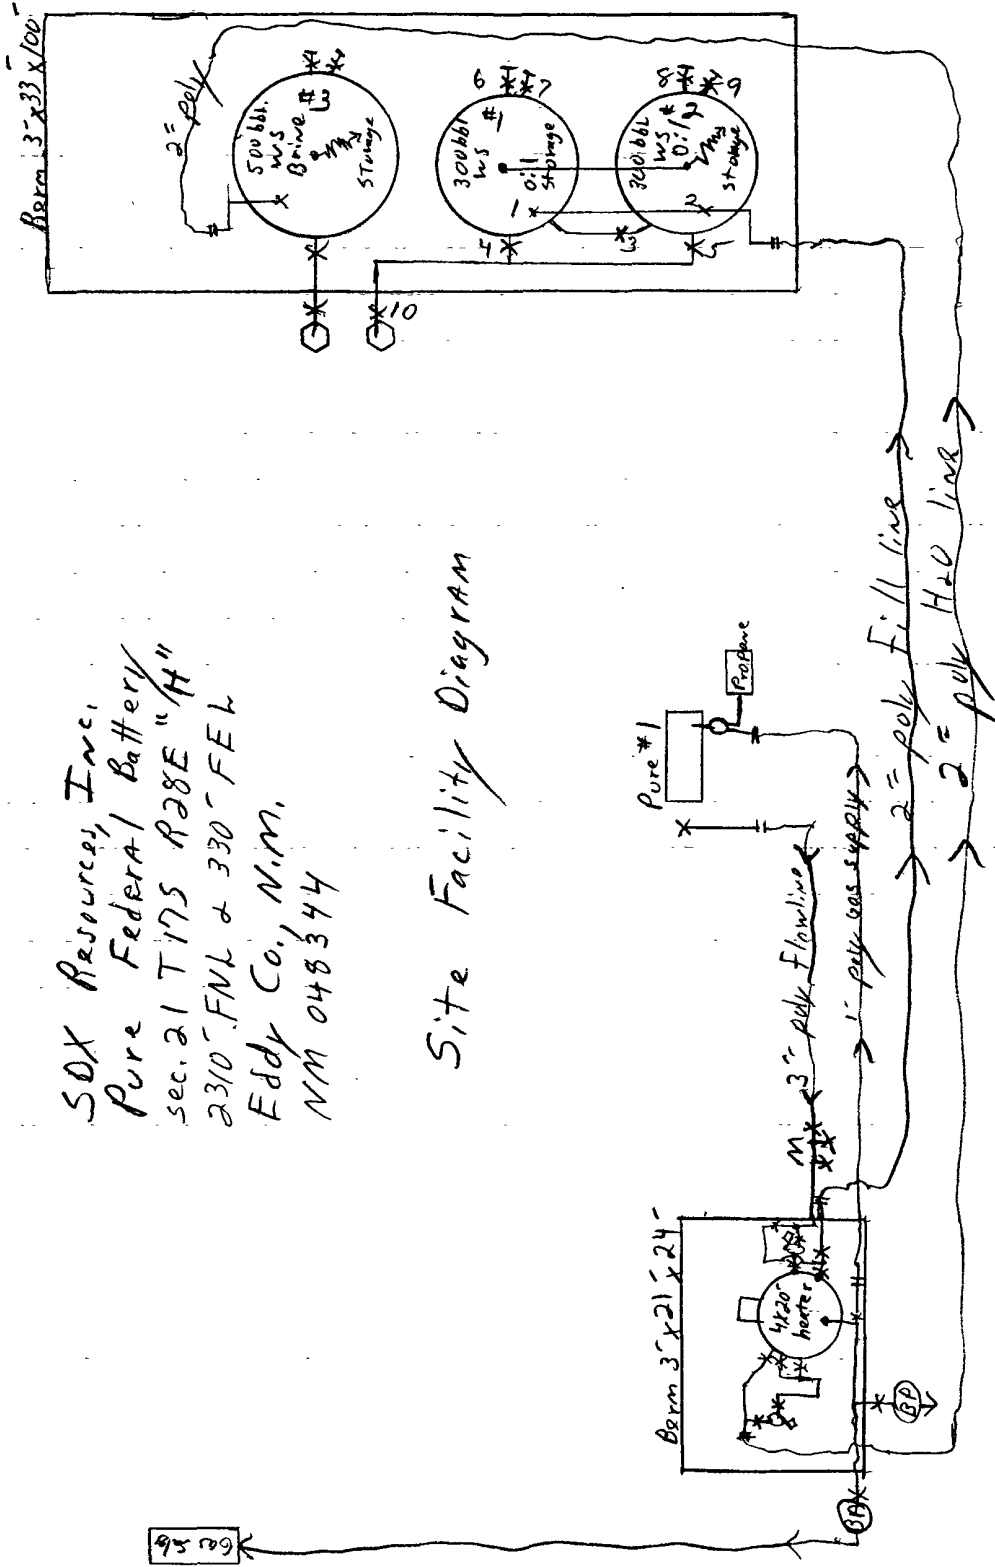 SDX Resources, Inc.
Pure Federal Battery
sec. 21 T17S R28E "H"
2310' FNL & 330' FEL
Eddy Co., N.M.
NM 048344
Site Facility Diagram
Berm 3' x 33' x 100'
2" poly
500 bbl.
WS
Brine #3
Storage
300 bbl
WS #1
Oil
Storage
300 bbl
WS
Oil #2
Storage
6
7
8
9
1
2
3
4
5
10
Pure #1
Propane
3" poly flowline
1" poly Gas supply
2" poly Fill line
2" poly H2O line
M
Berm 3' x 21' x 24'
4x20'
heater
BP
Gas